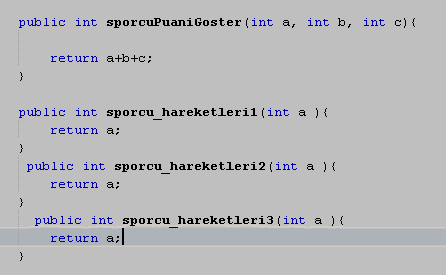 public int sporcuPuaniGoster(int a, int b, int c){
return a+b+c;
}
public int sporcu_hareketleri1(int a ){
return a;
}
public int sporcu_hareketleri2(int a ){
return a;
}
public int sporcu_hareketleri3(int a ){
return a;
}